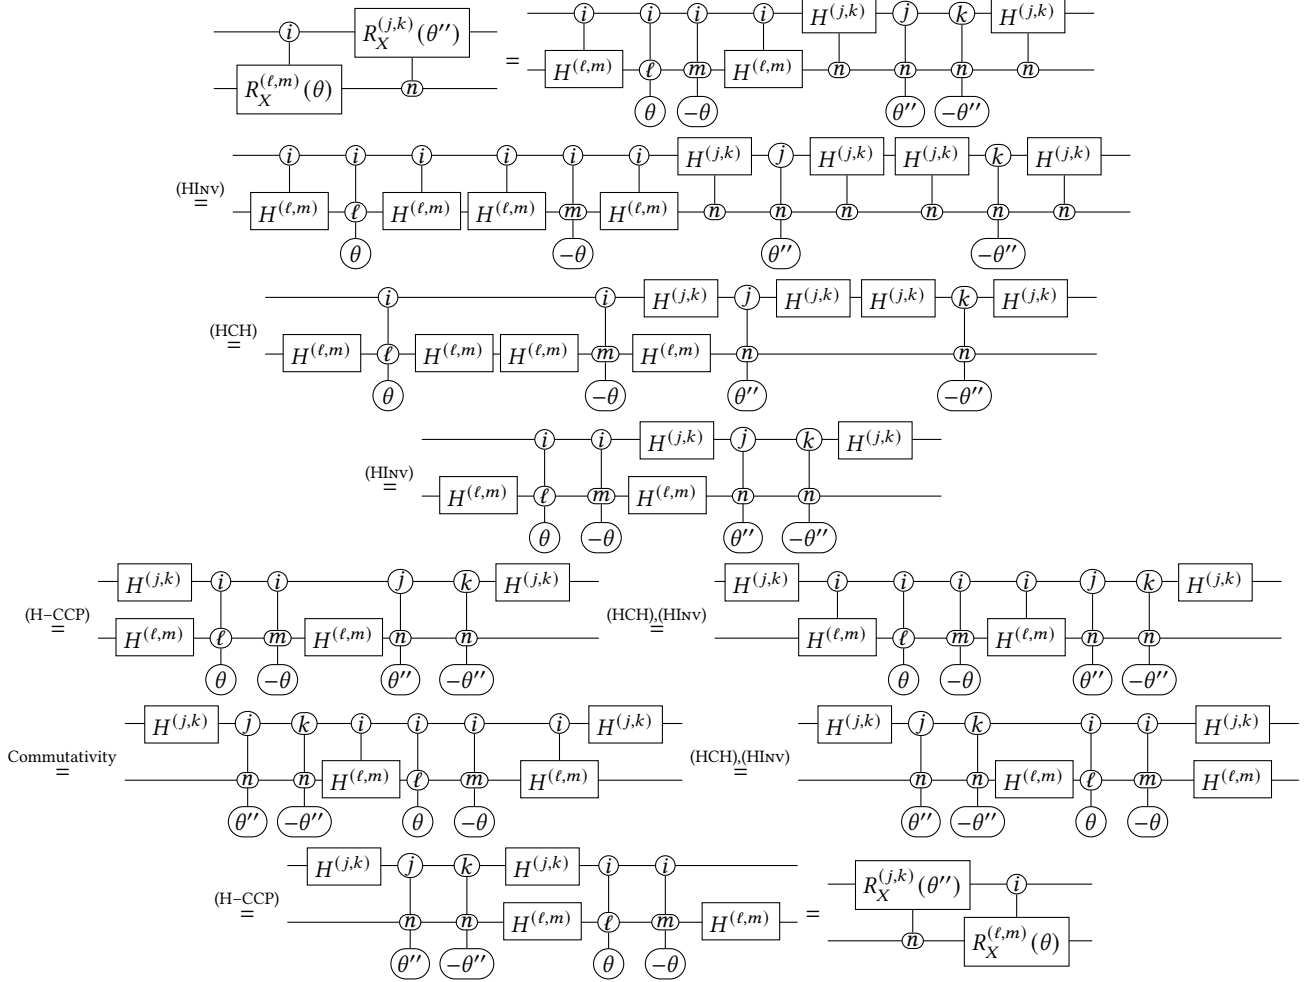 i R_X^{(j,k)}(θ'') = i i i i H^{(j,k)} j k H^{(j,k)}
R_X^{(ℓ,m)}(θ) n H^{(ℓ,m)} ℓ m H^{(ℓ,m)} n n n n
θ −θ θ'' −θ''
i i i i i i H^{(j,k)} j H^{(j,k)} H^{(j,k)} k H^{(j,k)}
(HInv) = H^{(ℓ,m)} ℓ H^{(ℓ,m)} H^{(ℓ,m)} m H^{(ℓ,m)} n n n n n n
θ −θ θ'' −θ''
i i H^{(j,k)} j H^{(j,k)} H^{(j,k)} k H^{(j,k)}
(HCH) = H^{(ℓ,m)} ℓ H^{(ℓ,m)} H^{(ℓ,m)} m H^{(ℓ,m)} n n
θ −θ θ'' −θ''
i i H^{(j,k)} j k H^{(j,k)}
(HInv) = H^{(ℓ,m)} ℓ m H^{(ℓ,m)} n n
θ −θ θ'' −θ''
H^{(j,k)} i i j k H^{(j,k)} H^{(j,k)} i i i i j k H^{(j,k)}
(H−CCP) = H^{(ℓ,m)} ℓ m H^{(ℓ,m)} n n (HCH),(HInv) = H^{(ℓ,m)} ℓ m H^{(ℓ,m)} n n
θ −θ θ'' −θ'' θ −θ θ'' −θ''
H^{(j,k)} j k i i i i H^{(j,k)} H^{(j,k)} j k i i H^{(j,k)}
Commutativity = n n H^{(ℓ,m)} ℓ m H^{(ℓ,m)} (HCH),(HInv) = n n H^{(ℓ,m)} ℓ m H^{(ℓ,m)}
θ'' −θ'' θ −θ θ'' −θ'' θ −θ
H^{(j,k)} j k H^{(j,k)} i i R_X^{(j,k)}(θ'') i
(H−CCP) = n n H^{(ℓ,m)} ℓ m H^{(ℓ,m)} = n R_X^{(ℓ,m)}(θ)
θ'' −θ'' θ −θ